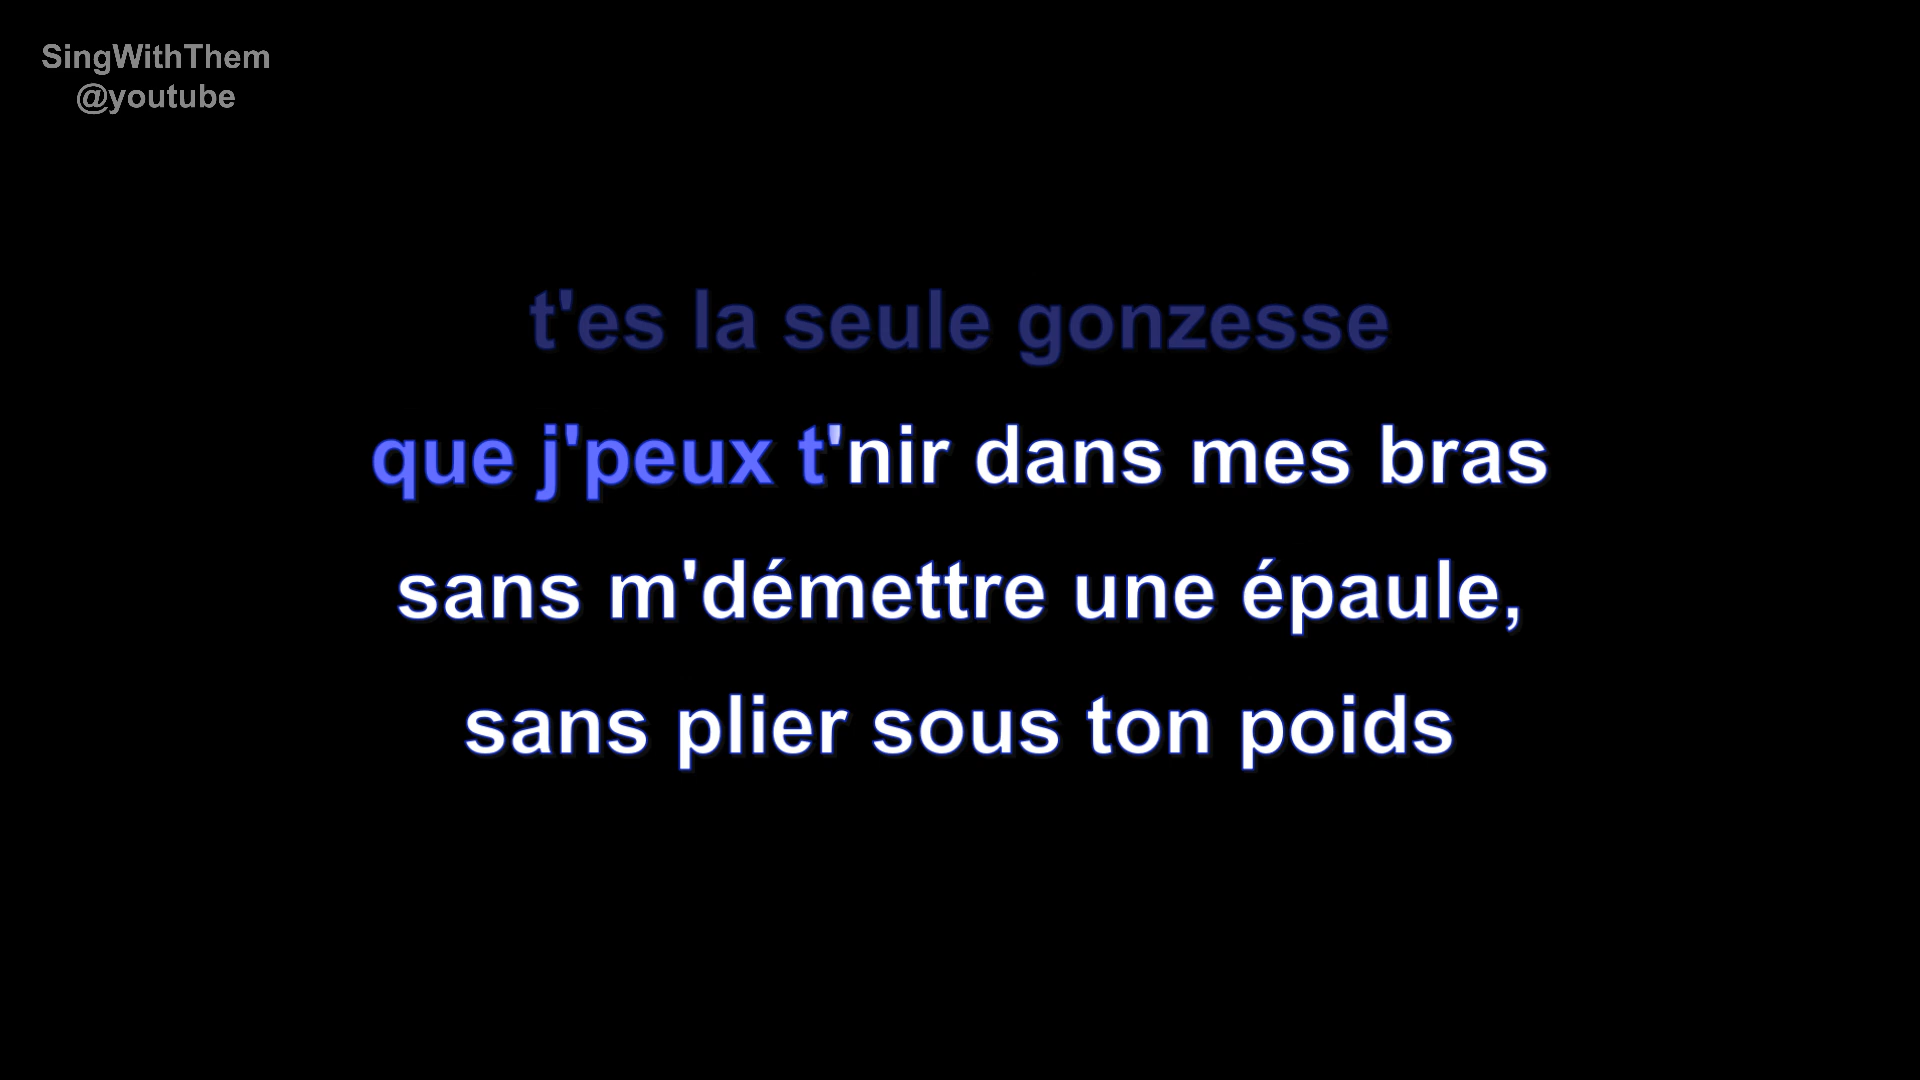 SingWithThem
@youtube
t'es la seule gonzesse
que j'peux t'nir dans mes bras
sans m'démettre une épaule,
sans plier sous ton poids